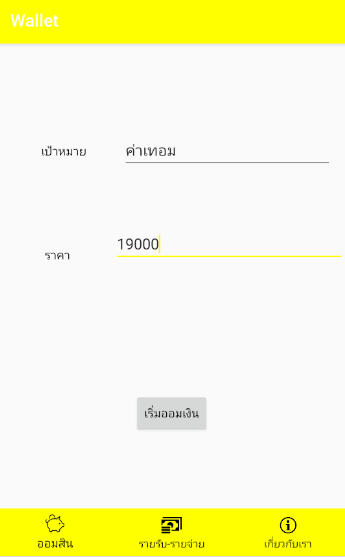 Wallet
เป้าหมาย ค่าเทอม
ราคา 19000
เริ่มออมเงิน
ออมสิน รายรับ-รายจ่าย เกี่ยวกับเรา